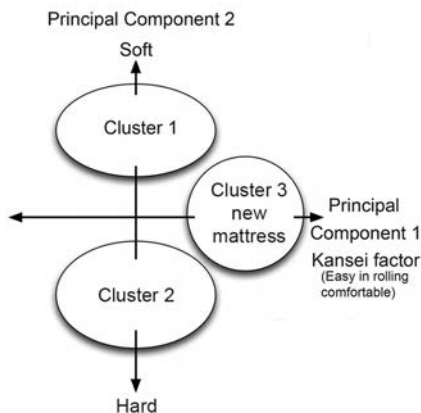 Principal Component 2
Soft
Cluster 1
Cluster 3
new
mattress
Principal
Component 1
Kansei factor
(Easy in rolling
comfortable)
Cluster 2
Hard